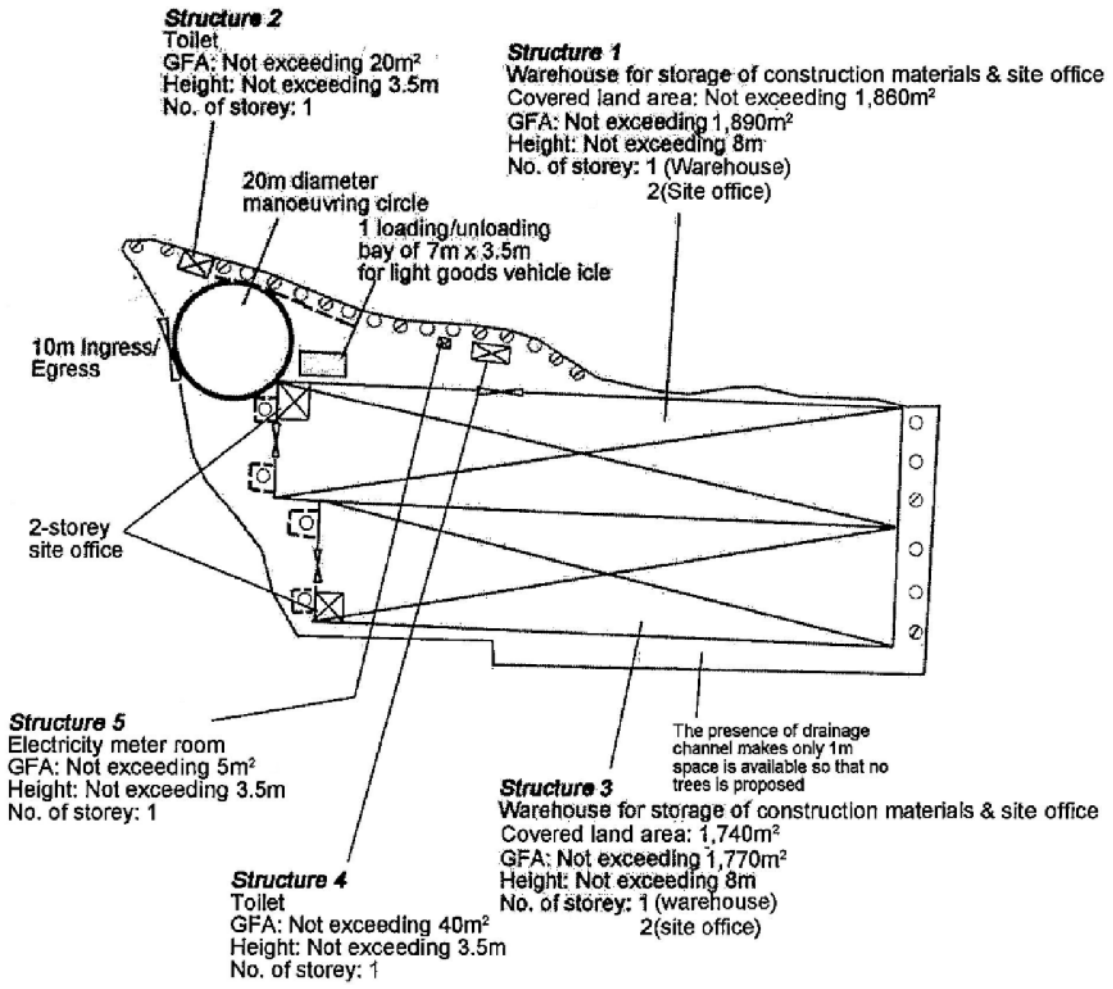 Structure 2
Toilet
GFA: Not exceeding 20m²
Height: Not exceeding 3.5m
No. of storey: 1
Structure 1
Warehouse for storage of construction materials & site office
Covered land area: Not exceeding 1,860m²
GFA: Not exceeding 1,890m²
Height: Not exceeding 8m
No. of storey: 1 (Warehouse)
2(Site office)
20m diameter
manoeuvring circle
1 loading/unloading
bay of 7m x 3.5m
for light goods vehicle icle
10m Ingress/
Egress
2-storey
site office
Structure 5
Electricity meter room
GFA: Not exceeding 5m²
Height: Not exceeding 3.5m
No. of storey: 1
The presence of drainage
channel makes only 1m
space is available so that no
trees is proposed
Structure 3
Warehouse for storage of construction materials & site office
Covered land area: 1,740m²
GFA: Not exceeding 1,770m²
Height: Not exceeding 8m
No. of storey: 1 (warehouse)
2(site office)
Structure 4
Toilet
GFA: Not exceeding 40m²
Height: Not exceeding 3.5m
No. of storey: 1